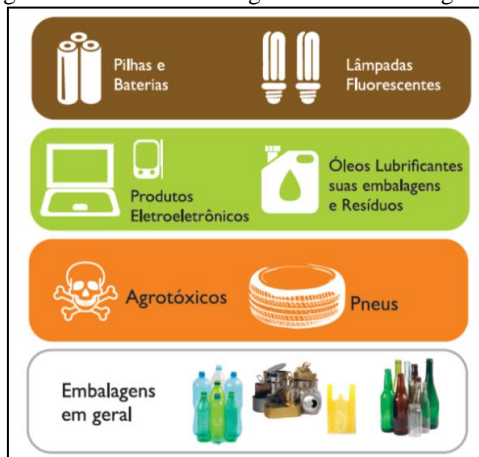 Pilhas e
Baterias
Lâmpadas
Fluorescentes
Produtos
Eletroeletrônicos
Óleos Lubrificantes
suas embalagens
e Resíduos
Agrotóxicos
Pneus
Embalagens
em geral